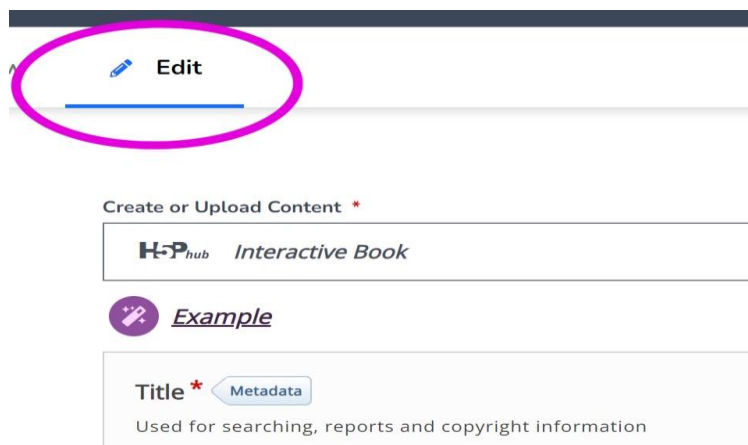 Edit
Create or Upload Content *
H5P hub Interactive Book
Example
Title * Metadata
Used for searching, reports and copyright information